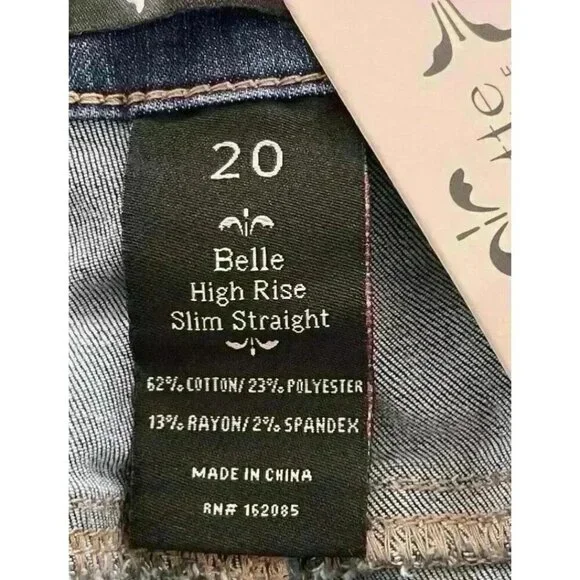 20
Belle
High Rise
Slim Straight
62% COTTON/ 23% POLYESTER
13% RAYON/ 2% SPANDEX
MADE IN CHINA
RN# 162085